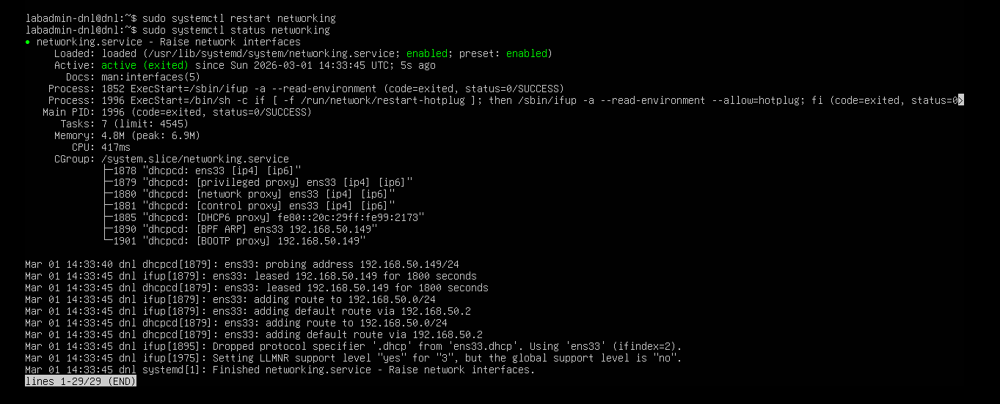 labadmin-dnl@dnl:~$ sudo systemctl restart networking
labadmin-dnl@dnl:~$ sudo systemctl status networking
● networking.service - Raise network interfaces
     Loaded: loaded (/usr/lib/systemd/system/networking.service; enabled; preset: enabled)
     Active: active (exited) since Sun 2026-03-01 14:33:45 UTC; 5s ago
       Docs: man:interfaces(5)
    Process: 1852 ExecStart=/sbin/ifup -a --read-environment (code=exited, status=0/SUCCESS)
    Process: 1996 ExecStart=/bin/sh -c if [ -f /run/network/restart-hotplug ]; then /sbin/ifup -a --read-environment --allow=hotplug; fi (code=exited, status=0>
   Main PID: 1996 (code=exited, status=0/SUCCESS)
      Tasks: 7 (limit: 4545)
     Memory: 4.8M (peak: 6.9M)
        CPU: 417ms
     CGroup: /system.slice/networking.service
             ├─1878 "dhcpcd: ens33 [ip4] [ip6]"
             ├─1879 "dhcpcd: [privileged proxy] ens33 [ip4] [ip6]"
             ├─1880 "dhcpcd: [network proxy] ens33 [ip4] [ip6]"
             ├─1881 "dhcpcd: [control proxy] ens33 [ip4] [ip6]"
             ├─1885 "dhcpcd: [DHCP6 proxy] fe80::20c:29ff:fe99:2173"
             ├─1890 "dhcpcd: [BPF ARP] ens33 192.168.50.149"
             └─1901 "dhcpcd: [BOOTP proxy] 192.168.50.149"

Mar 01 14:33:40 dnl dhcpcd[1879]: ens33: probing address 192.168.50.149/24
Mar 01 14:33:45 dnl ifup[1879]: ens33: leased 192.168.50.149 for 1800 seconds
Mar 01 14:33:45 dnl dhcpcd[1879]: ens33: leased 192.168.50.149 for 1800 seconds
Mar 01 14:33:45 dnl ifup[1879]: ens33: adding route to 192.168.50.0/24
Mar 01 14:33:45 dnl ifup[1879]: ens33: adding default route via 192.168.50.2
Mar 01 14:33:45 dnl dhcpcd[1879]: ens33: adding route to 192.168.50.0/24
Mar 01 14:33:45 dnl dhcpcd[1879]: ens33: adding default route via 192.168.50.2
Mar 01 14:33:45 dnl ifup[1895]: Dropped protocol specifier '.dhcp' from 'ens33.dhcp'. Using 'ens33' (ifindex=2).
Mar 01 14:33:45 dnl ifup[1975]: Setting LLMNR support level "yes" for "3", but the global support level is "no".
Mar 01 14:33:45 dnl systemd[1]: Finished networking.service - Raise network interfaces.
lines 1-29/29 (END)